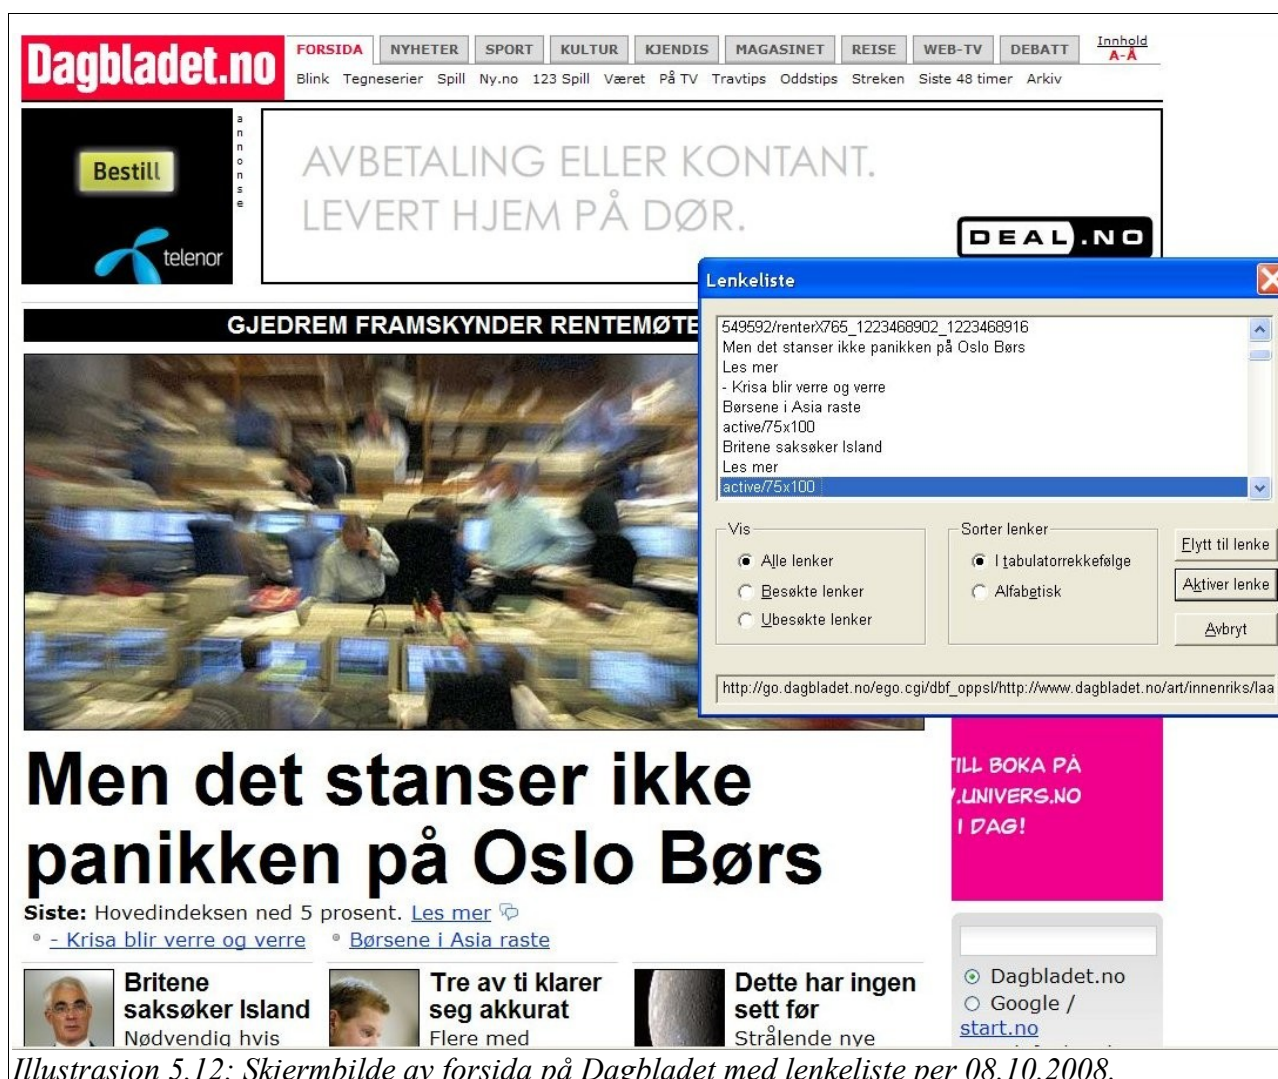 Dagbladet.no
FORSIDA NYHETER SPORT KULTUR KJENDIS MAGASINET REISE WEB-TV DEBATT Innhold A-Å
Blink Tegneserier Spill Ny.no 123 Spill Været På TV Travtips Oddstips Streken Siste 48 timer Arkiv
annonse
Bestill
telenor
AVBETALING ELLER KONTANT.
LEVERT HJEM PÅ DØR.
DEAL.NO
GJEDREM FRAMSKYNDER RENTEMØTE
Lenkeliste
549592/renterX765_1223468902_1223468916
Men det stanser ikke panikken på Oslo Børs
Les mer
- Krisa blir verre og verre
Børsene i Asia raste
active/75x100
Britene saksøker Island
Les mer
active/75x100
Vis
Alle lenker
Besøkte lenker
Ubesøkte lenker
Sorter lenker
I tabulatorrekkefølge
Alfabetisk
Flytt til lenke
Aktiver lenke
Avbryt
http://go.dagbladet.no/ego.cgi/dbf_oppsl/http://www.dagbladet.no/art/innenriks/laa
Men det stanser ikke
panikken på Oslo Børs
Siste: Hovedindeksen ned 5 prosent. Les mer
- Krisa blir verre og verre
Børsene i Asia raste
Britene
saksøker Island
Nødvendig hvis
Tre av ti klarer
seg akkurat
Flere med
Dette har ingen
sett før
Strålende nye
TILL BOKA PÅ
.UNIVERS.NO
I DAG!
Dagbladet.no
Google /
start.no
Illustrasjon 5.12: Skjermbilde av forsida på Dagbladet med lenkeliste per 08.10.2008.